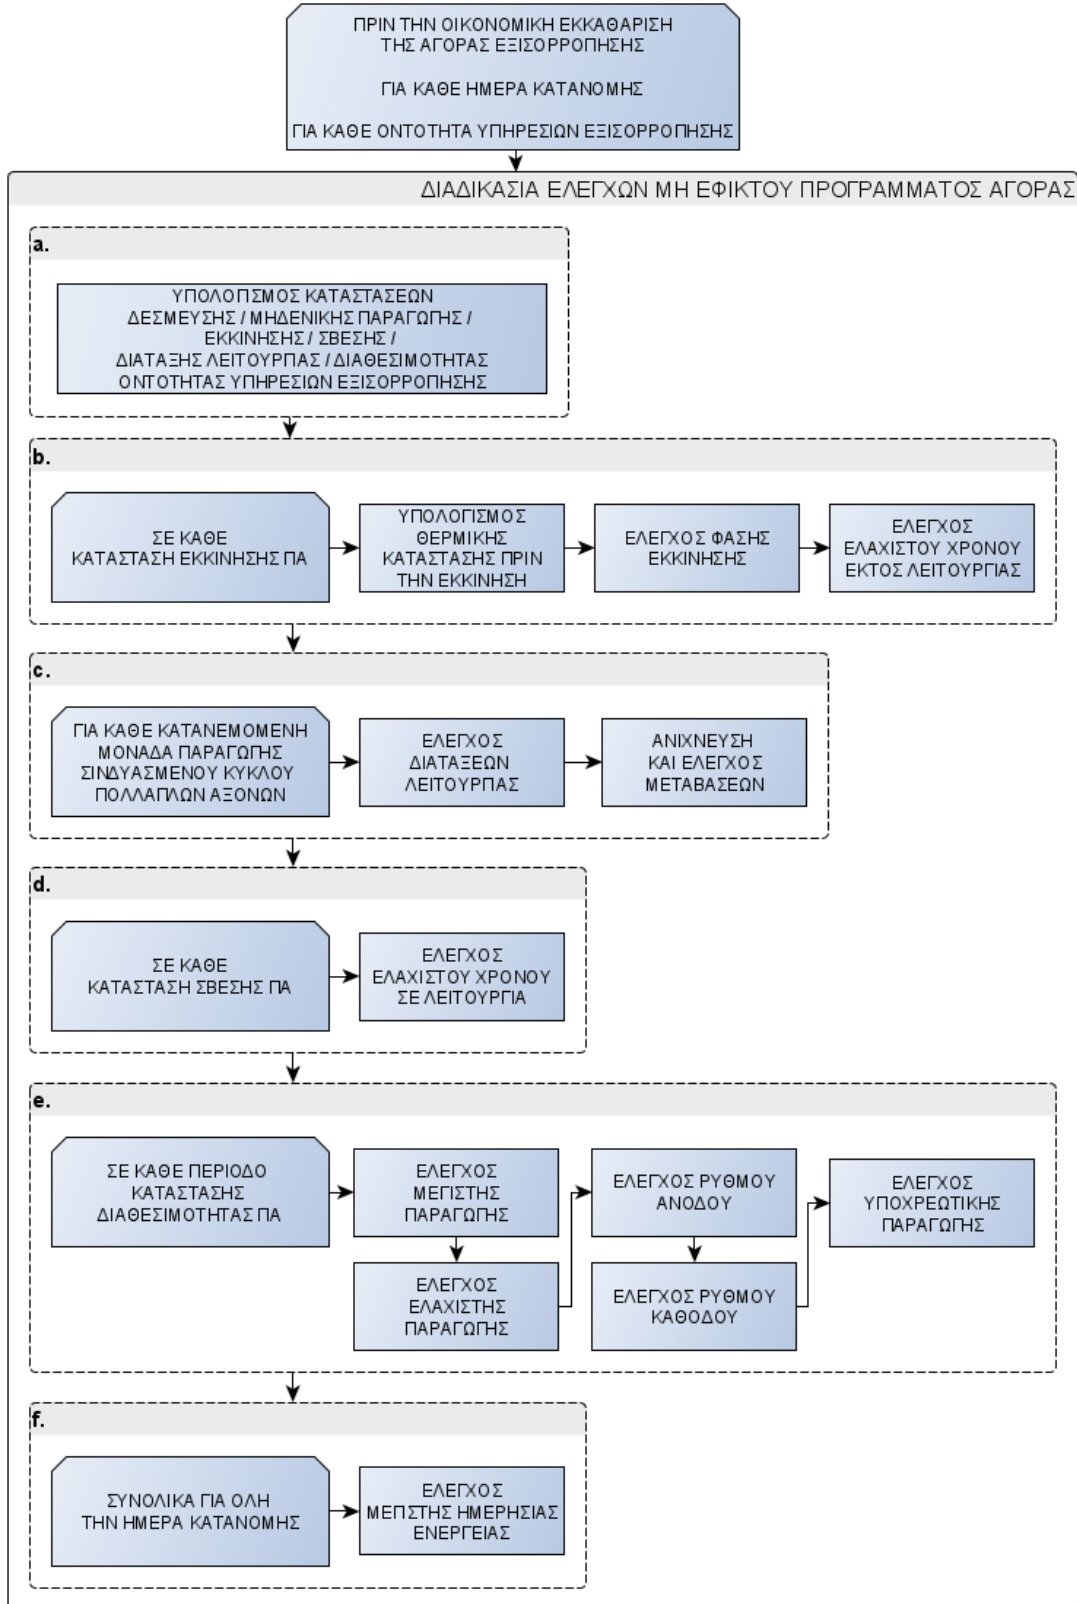 ΠΡΙΝ ΤΗΝ ΟΙΚΟΝΟΜΙΚΗ ΕΚΚΑΘΑΡΙΣΗ
ΤΗΣ ΑΓΟΡΑΣ ΕΞΙΣΟΡΡΟΠΗΣΗΣ
ΓΙΑ ΚΑΘΕ ΗΜΕΡΑ ΚΑΤΑΝΟΜΗΣ
ΓΙΑ ΚΑΘΕ ΟΝΤΟΤΗΤΑ ΥΠΗΡΕΣΙΩΝ ΕΞΙΣΟΡΡΟΠΗΣΗΣ
ΔΙΑΔΙΚΑΣΙΑ ΕΛΕΓΧΩΝ ΜΗ ΕΦΙΚΤΟΥ ΠΡΟΓΡΑΜΜΑΤΟΣ ΑΓΟΡΑΣ
a.
ΥΠΟΛΟΓΙΣΜΟΣ ΚΑΤΑΣΤΑΣΕΩΝ
ΔΕΣΜΕΥΣΗΣ / ΜΗΔΕΝΙΚΗΣ ΠΑΡΑΓΩΓΗΣ /
ΕΚΚΙΝΗΣΗΣ / ΣΒΕΣΗΣ /
ΔΙΑΤΑΞΗΣ ΛΕΙΤΟΥΡΓΙΑΣ / ΔΙΑΘΕΣΙΜΟΤΗΤΑΣ
ΟΝΤΟΤΗΤΑΣ ΥΠΗΡΕΣΙΩΝ ΕΞΙΣΟΡΡΟΠΗΣΗΣ
b.
ΣΕ ΚΑΘΕ
ΚΑΤΑΣΤΑΣΗ ΕΚΚΙΝΗΣΗΣ ΠΑ
ΥΠΟΛΟΓΙΣΜΟΣ
ΘΕΡΜΙΚΗΣ
ΚΑΤΑΣΤΑΣΗΣ ΠΡΙΝ
ΤΗΝ ΕΚΚΙΝΗΣΗ
ΕΛΕΓΧΟΣ ΦΑΣΗΣ
ΕΚΚΙΝΗΣΗΣ
ΕΛΕΓΧΟΣ
ΕΛΑΧΙΣΤΟΥ ΧΡΟΝΟΥ
ΕΚΤΟΣ ΛΕΙΤΟΥΡΓΙΑΣ
c.
ΓΙΑ ΚΑΘΕ ΚΑΤΑΝΕΜΟΜΕΝΗ
ΜΟΝΑΔΑ ΠΑΡΑΓΩΓΗΣ
ΣΙΝΔΥΑΣΜΕΝΟΥ ΚΥΚΛΟΥ
ΠΟΛΛΑΠΛΩΝ ΑΞΟΝΩΝ
ΕΛΕΓΧΟΣ
ΔΙΑΤΑΞΕΩΝ
ΛΕΙΤΟΥΡΓΙΑΣ
ΑΝΙΧΝΕΥΣΗ
ΚΑΙ ΕΛΕΓΧΟΣ
ΜΕΤΑΒΑΣΕΩΝ
d.
ΣΕ ΚΑΘΕ
ΚΑΤΑΣΤΑΣΗ ΣΒΕΣΗΣ ΠΑ
ΕΛΕΓΧΟΣ
ΕΛΑΧΙΣΤΟΥ ΧΡΟΝΟΥ
ΣΕ ΛΕΙΤΟΥΡΓΙΑ
e.
ΣΕ ΚΑΘΕ ΠΕΡΙΟΔΟ
ΚΑΤΑΣΤΑΣΗΣ
ΔΙΑΘΕΣΙΜΟΤΗΤΑΣ ΠΑ
ΕΛΕΓΧΟΣ
ΜΕΓΙΣΤΗΣ
ΠΑΡΑΓΩΓΗΣ
ΕΛΕΓΧΟΣ
ΕΛΑΧΙΣΤΗΣ
ΠΑΡΑΓΩΓΗΣ
ΕΛΕΓΧΟΣ ΡΥΘΜΟΥ
ΑΝΟΔΟΥ
ΕΛΕΓΧΟΣ ΡΥΘΜΟΥ
ΚΑΘΟΔΟΥ
ΕΛΕΓΧΟΣ
ΥΠΟΧΡΕΩΤΙΚΗΣ
ΠΑΡΑΓΩΓΗΣ
f.
ΣΥΝΟΛΙΚΑ ΓΙΑ ΟΛΗ
ΤΗΝ ΗΜΕΡΑ ΚΑΤΑΝΟΜΗΣ
ΕΛΕΓΧΟΣ
ΜΕΓΙΣΤΗΣ ΗΜΕΡΗΣΙΑΣ
ΕΝΕΡΓΕΙΑΣ